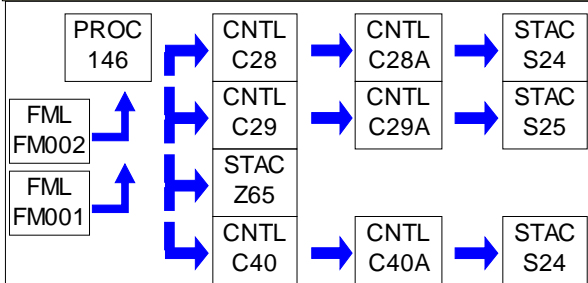 PROC
146
CNTL
C28
CNTL
C28A
STAC
S24
FML
FM002
CNTL
C29
CNTL
C29A
STAC
S25
FML
FM001
STAC
Z65
CNTL
C40
CNTL
C40A
STAC
S24